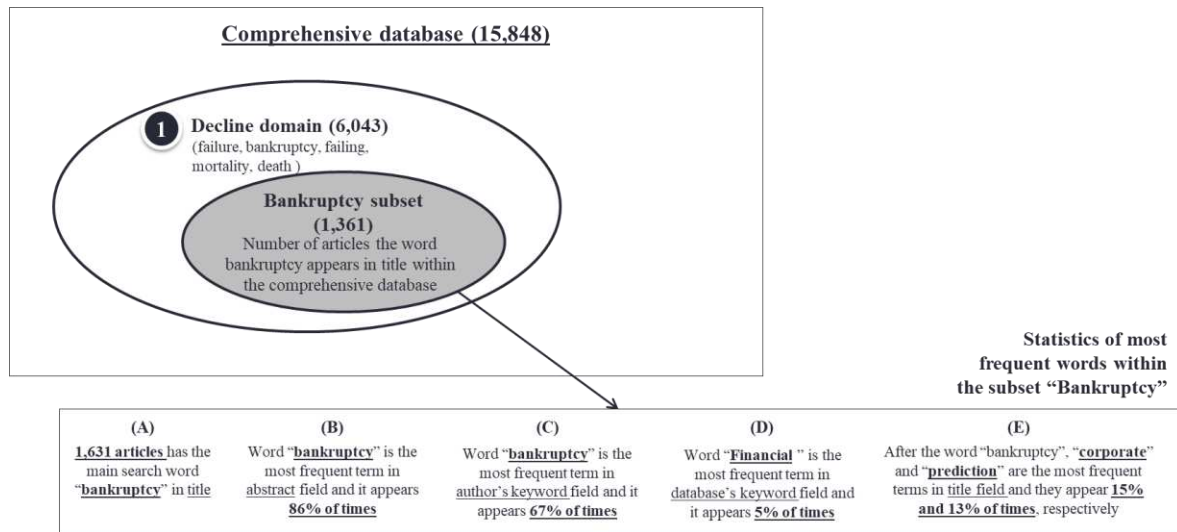 Comprehensive database (15,848)
1
Decline domain (6,043)
(failure, bankruptcy, failing,
mortality, death )
Bankruptcy subset
(1,361)
Number of articles the word
bankruptcy appears in title within
the comprehensive database
Statistics of most
frequent words within
the subset “Bankruptcy”
(A)
1,631 articles has the
main search word
“bankruptcy” in title
(B)
Word “bankruptcy” is the
most frequent term in
abstract field and it appears
86% of times
(C)
Word “bankruptcy” is the
most frequent term in
author’s keyword field and it
appears 67% of times
(D)
Word “Financial ” is the
most frequent term in
database’s keyword field and
it appears 5% of times
(E)
After the word “bankruptcy”, “corporate”
and “prediction” are the most frequent
terms in title field and they appear 15%
and 13% of times, respectively